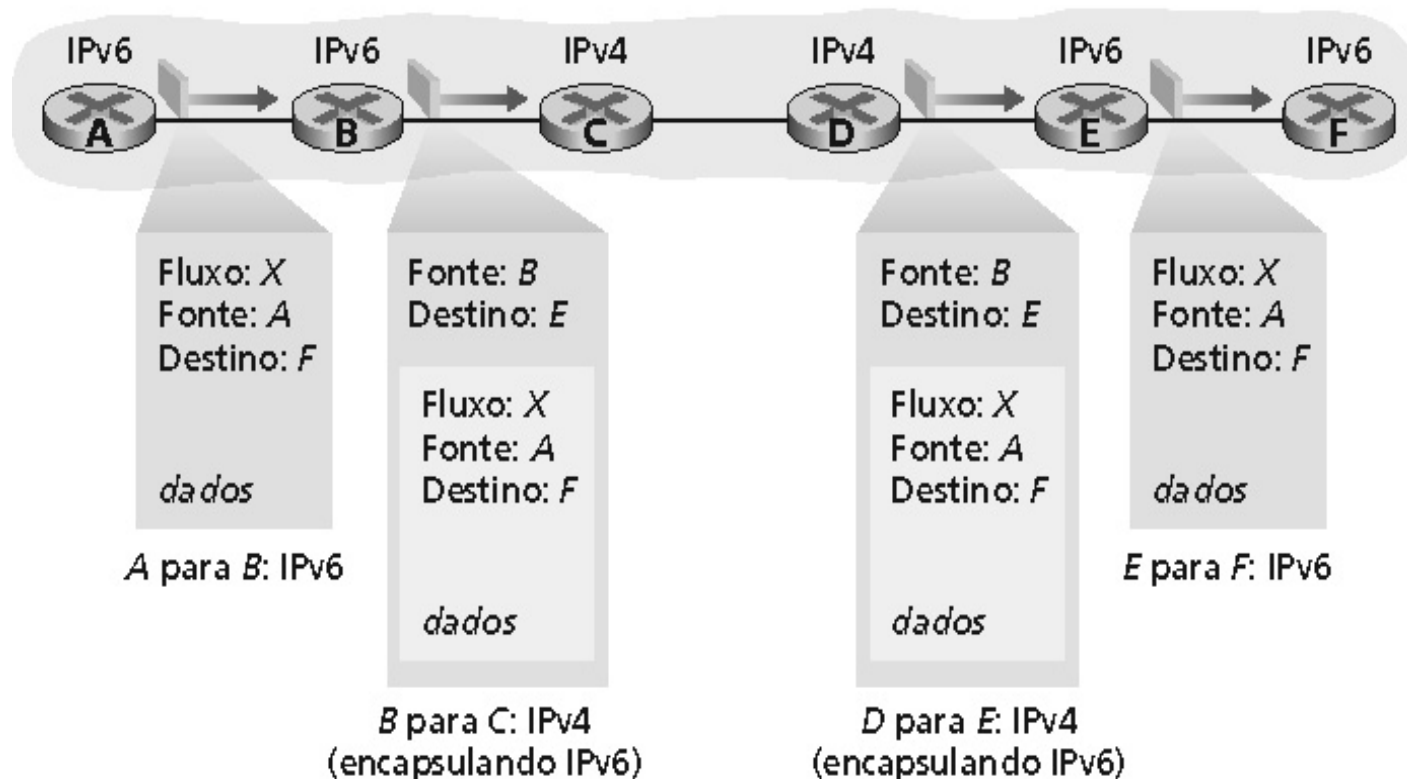 IPv6
IPv6
IPv4
IPv4
IPv6
IPv6
A
B
C
D
E
F
Fluxo: X
Fonte: A
Destino: F
dados
A para B: IPv6
Fonte: B
Destino: E
Fluxo: X
Fonte: A
Destino: F
dados
B para C: IPv4
(encapsulando IPv6)
Fonte: B
Destino: E
Fluxo: X
Fonte: A
Destino: F
dados
D para E: IPv4
(encapsulando IPv6)
Fluxo: X
Fonte: A
Destino: F
dados
E para F: IPv6